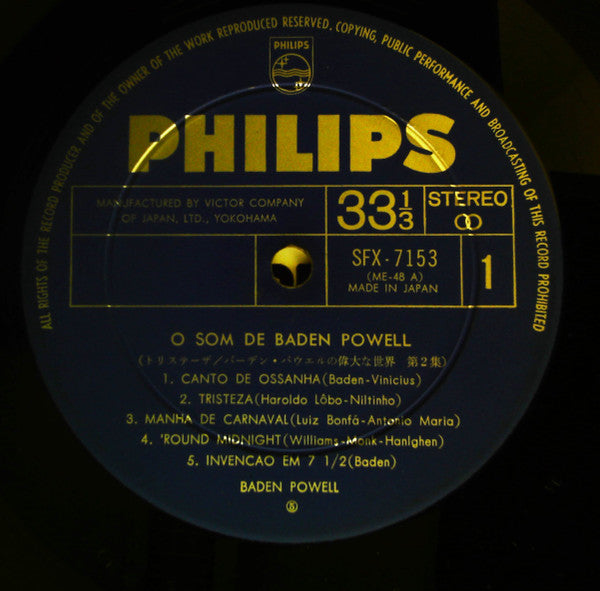 ALL RIGHTS OF THE RECORD PRODUCER AND OF THE OWNER OF THE WORK REPRODUCED RESERVED. COPYING, PUBLIC PERFORMANCE AND BROADCASTING OF THIS RECORD PROHIBITED
PHILIPS
PHILIPS
MANUFACTURED BY VICTOR COMPANY
OF JAPAN, LTD., YOKOHAMA
33 1/3
STEREO
SFX-7153
(ME-48 A)
MADE IN JAPAN
1
O SOM DE BADEN POWELL
(トリステーザ/バーデン・パウエルの偉大な世界 第2集)
1. CANTO DE OSSANHA(Baden-Vinicius)
2. TRISTEZA(Haroldo Lôbo-Niltinho)
3. MANHA DE CARNAVAL(Luiz Bonfá-Antonio Maria)
4. 'ROUND MIDNIGHT(Williams-Monk-Hanlghen)
5. INVENCAO EM 7 1/2(Baden)
BADEN POWELL